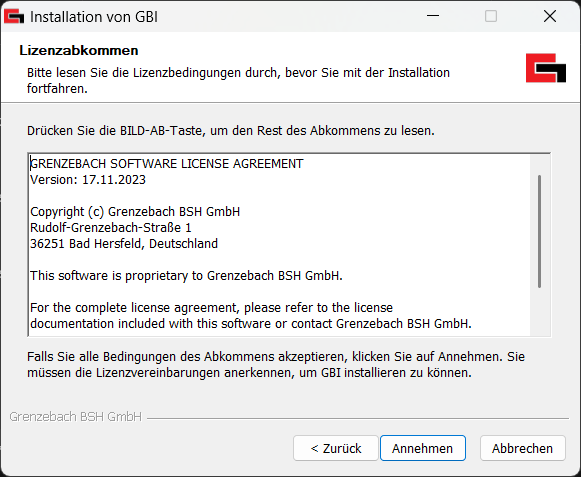 Installation von GBI
Lizenzabkommen
Bitte lesen Sie die Lizenzbedingungen durch, bevor Sie mit der Installation
fortfahren.
Drücken Sie die BILD-AB-Taste, um den Rest des Abkommens zu lesen.
GRENZEBACH SOFTWARE LICENSE AGREEMENT
Version: 17.11.2023
Copyright (c) Grenzebach BSH GmbH
Rudolf-Grenzebach-Straße 1
36251 Bad Hersfeld, Deutschland
This software is proprietary to Grenzebach BSH GmbH.
For the complete license agreement, please refer to the license
documentation included with this software or contact Grenzebach BSH GmbH.
Falls Sie alle Bedingungen des Abkommens akzeptieren, klicken Sie auf Annehmen. Sie
müssen die Lizenzvereinbarungen anerkennen, um GBI installieren zu können.
Grenzebach BSH GmbH
< Zurück
Annehmen
Abbrechen